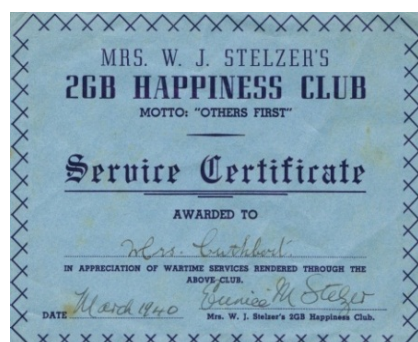 MRS. W. J. STELZER'S
2GB HAPPINESS CLUB
MOTTO: "OTHERS FIRST"
Service Certificate
AWARDED TO
Mrs. Cuthbert.
IN APPRECIATION OF WARTIME SERVICES RENDERED THROUGH THE
ABOVE CLUB.
DATE March 1940 Eunice M Stelzer
Mrs. W. J. Stelzer's 2GB Happiness Club.